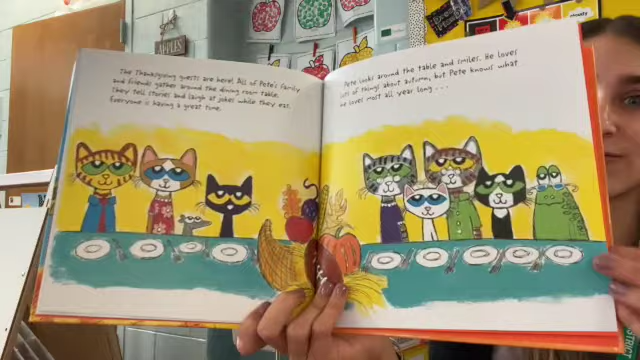 APPLES
The Thanksgiving guests are here! All of Pete's family
and friends gather around the dining room table.
They tell stories and laugh at jokes while they eat.
Everyone is having a great time.
Pete looks around the table and smiles. He loves
lots of things about autumn, but Pete knows what
he loves most all year long . . .